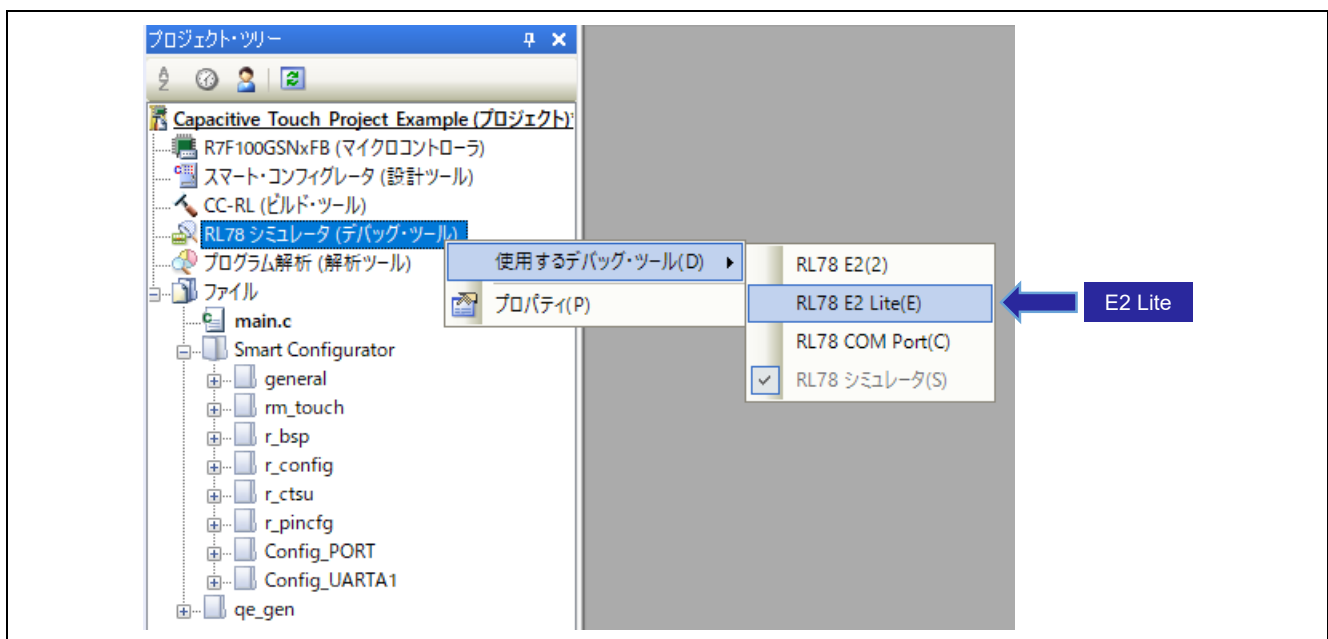 プロジェクト・ツリー
Capacitive Touch Project Example (プロジェクト)*
R7F100GSNxFB (マイクロコントローラ)
スマート・コンフィグレータ (設計ツール)
CC-RL (ビルド・ツール)
RL78 シミュレータ (デバッグ・ツール)
プログラム解析 (解析ツール)
ファイル
main.c
Smart Configurator
general
rm_touch
r_bsp
r_config
r_ctsu
r_pincfg
Config_PORT
Config_UARTA1
qe_gen
使用するデバッグ・ツール(D)
プロパティ(P)
RL78 E2(2)
RL78 E2 Lite(E)
RL78 COM Port(C)
RL78 シミュレータ(S)
E2 Lite